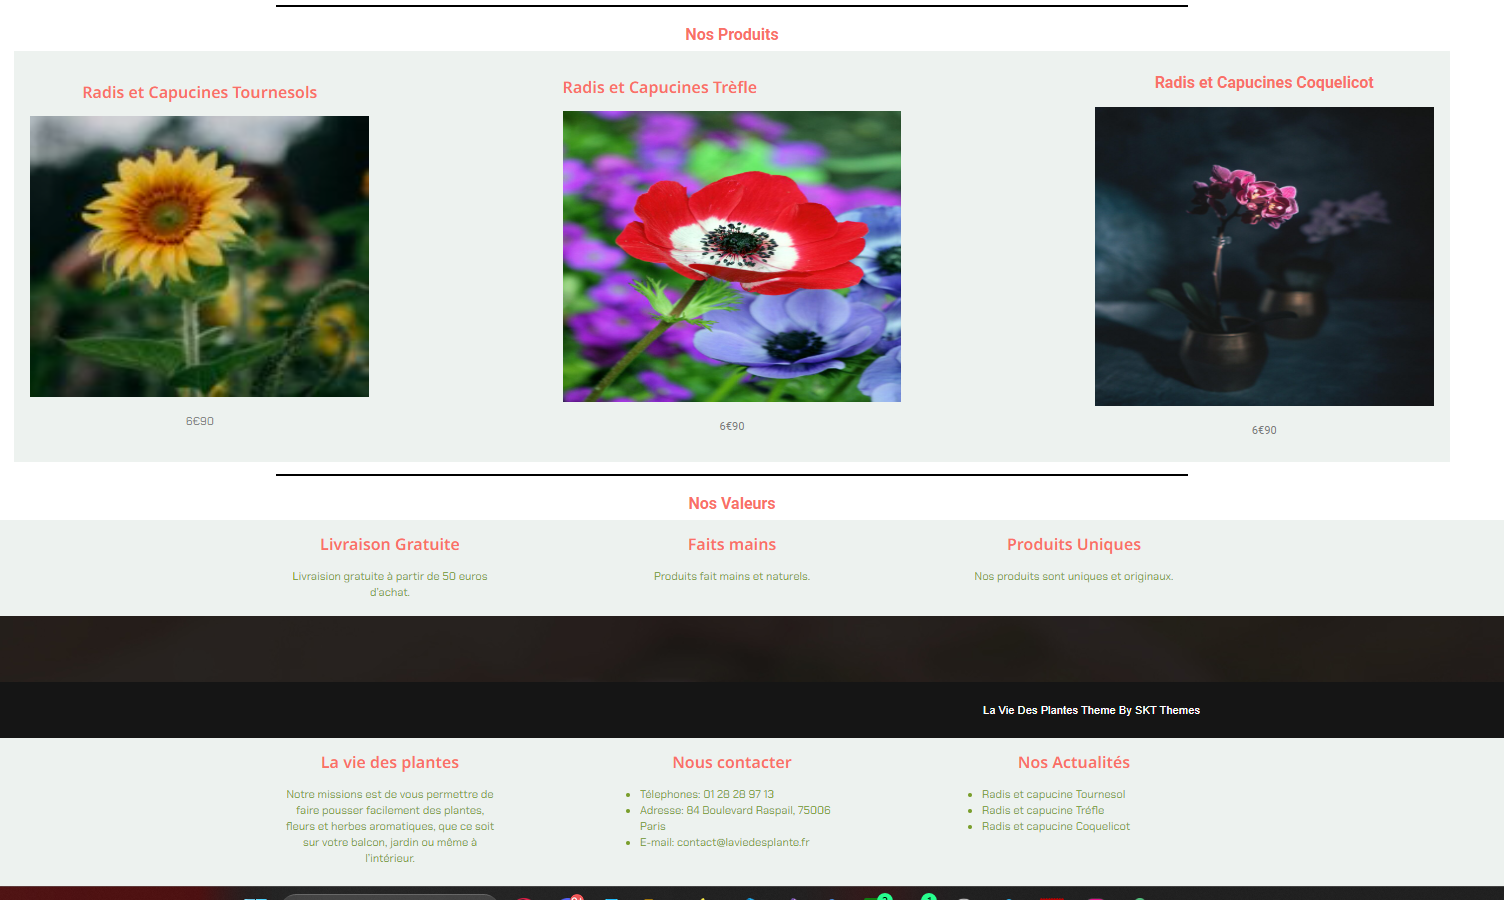 Nos Produits
Radis et Capucines Tournesols
Radis et Capucines Trèfle
Radis et Capucines Coquelicot
6€90
6€90
6€90
Nos Valeurs
Livraison Gratuite
Livraision gratuite à partir de 50 euros
d'achat.
Faits mains
Produits fait mains et naturels.
Produits Uniques
Nos produits sont uniques et originaux.
La Vie Des Plantes Theme By SKT Themes
La vie des plantes
Notre missions est de vous permettre de
faire pousser facilement des plantes,
fleurs et herbes aromatiques, que ce soit
sur votre balcon, jardin ou même à
l'intérieur.
Nous contacter
Télephones: 01 28 28 97 13
Adresse: 84 Boulevard Raspail, 75006
Paris
E-mail: contact@laviedesplante.fr
Nos Actualités
Radis et capucine Tournesol
Radis et capucine Tréfle
Radis et capucine Coquelicot